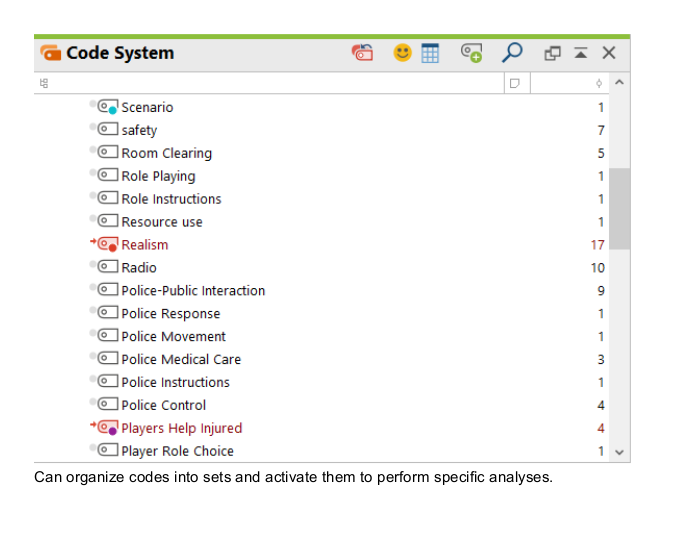 Code System
Scenario 1
safety 7
Room Clearing 5
Role Playing 1
Role Instructions 1
Resource use 1
Realism 17
Radio 10
Police-Public Interaction 9
Police Response 1
Police Movement 1
Police Medical Care 3
Police Instructions 1
Police Control 4
Players Help Injured 4
Player Role Choice 1
Can organize codes into sets and activate them to perform specific analyses.